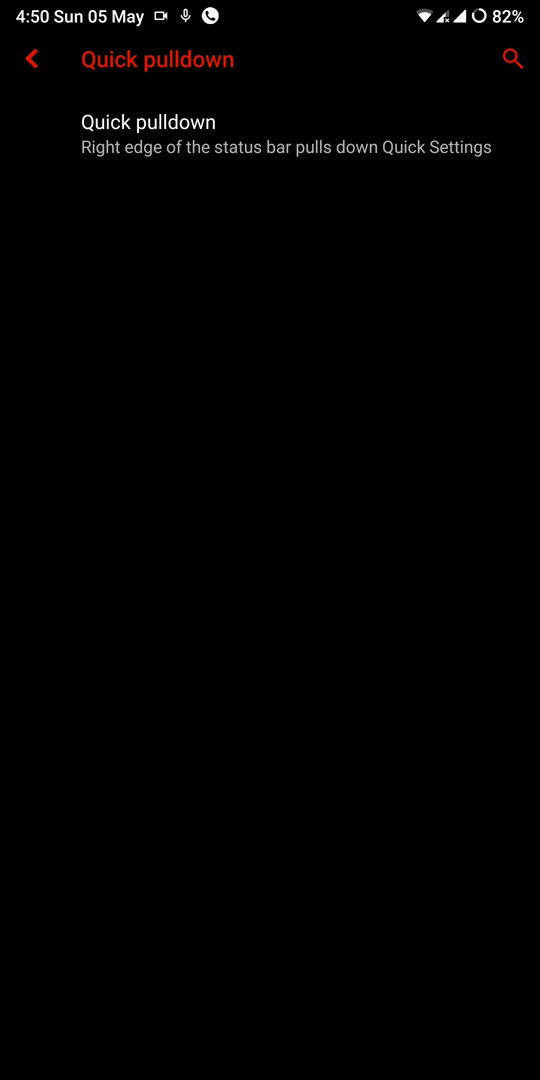 4:50 Sun 05 May 82%
Quick pulldown
Quick pulldown
Right edge of the status bar pulls down Quick Settings